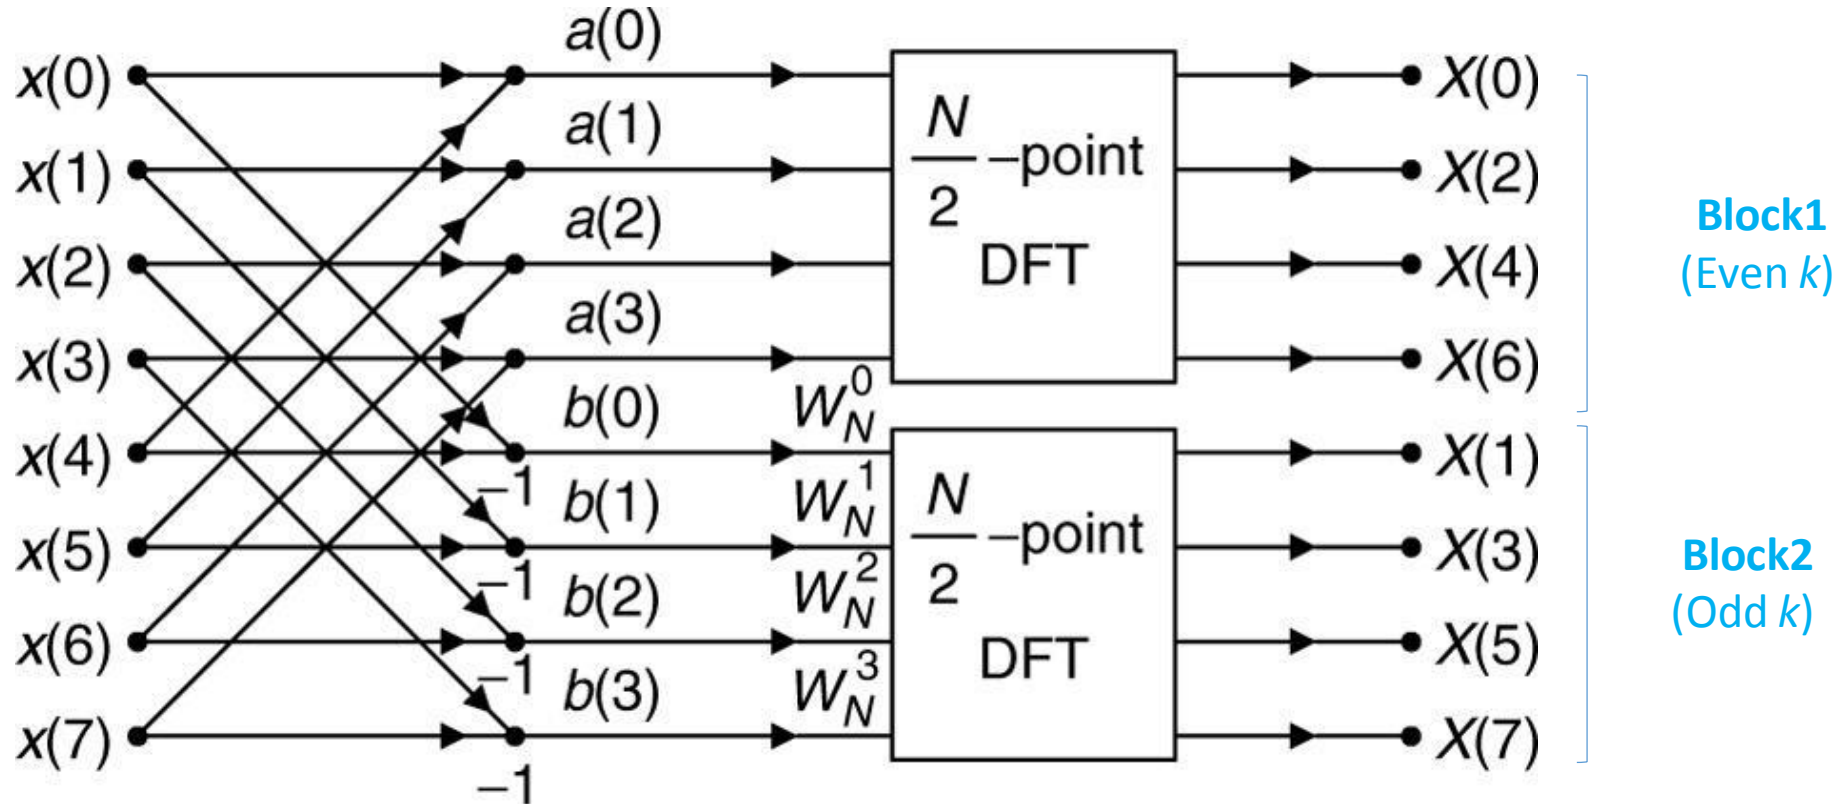 x(0)
x(1)
x(2)
x(3)
x(4)
x(5)
x(6)
x(7)
a(0)
a(1)
a(2)
a(3)
b(0)
b(1)
b(2)
b(3)
−1
−1
−1
−1
W_N^0
W_N^1
W_N^2
W_N^3
N/2 –point
DFT
N/2 –point
DFT
X(0)
X(2)
X(4)
X(6)
X(1)
X(3)
X(5)
X(7)
Block1
(Even k)
Block2
(Odd k)